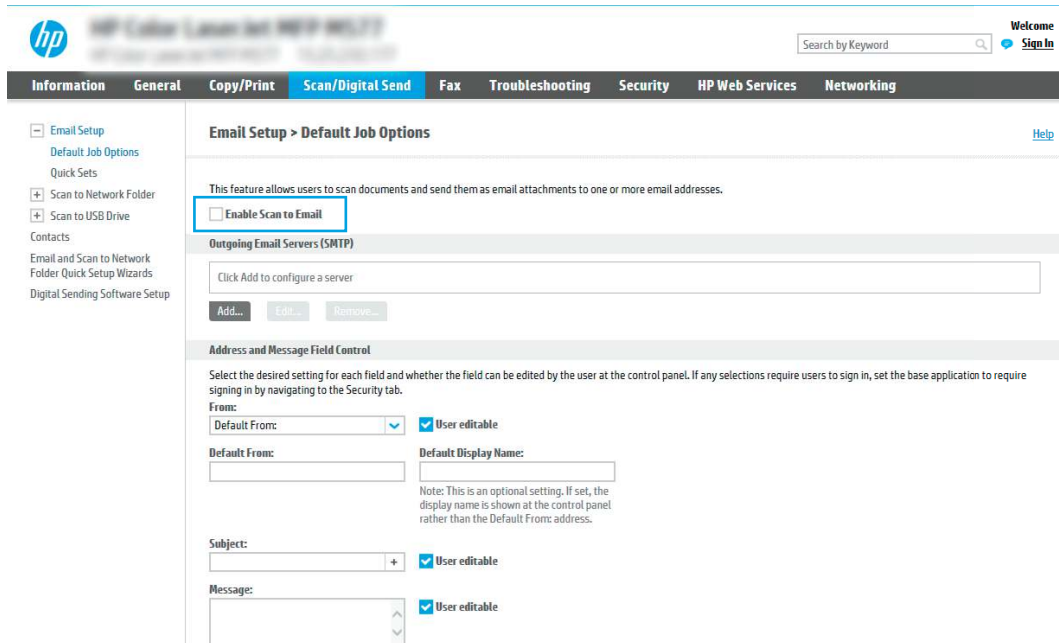 hp
Welcome
Search by Keyword
Sign In
Information General Copy/Print Scan/Digital Send Fax Troubleshooting Security HP Web Services Networking
Email Setup
Default Job Options
Quick Sets
Scan to Network Folder
Scan to USB Drive
Contacts
Email and Scan to Network
Folder Quick Setup Wizards
Digital Sending Software Setup
Email Setup > Default Job Options
Help
This feature allows users to scan documents and send them as email attachments to one or more email addresses.
Enable Scan to Email
Outgoing Email Servers (SMTP)
Click Add to configure a server
Add... Edit... Remove...
Address and Message Field Control
Select the desired setting for each field and whether the field can be edited by the user at the control panel. If any selections require users to sign in, set the base application to require
signing in by navigating to the Security tab.
From:
Default From: User editable
Default From: Default Display Name:
Note: This is an optional setting. If set, the
display name is shown at the control panel
rather than the Default From: address.
Subject:
+ User editable
Message:
User editable